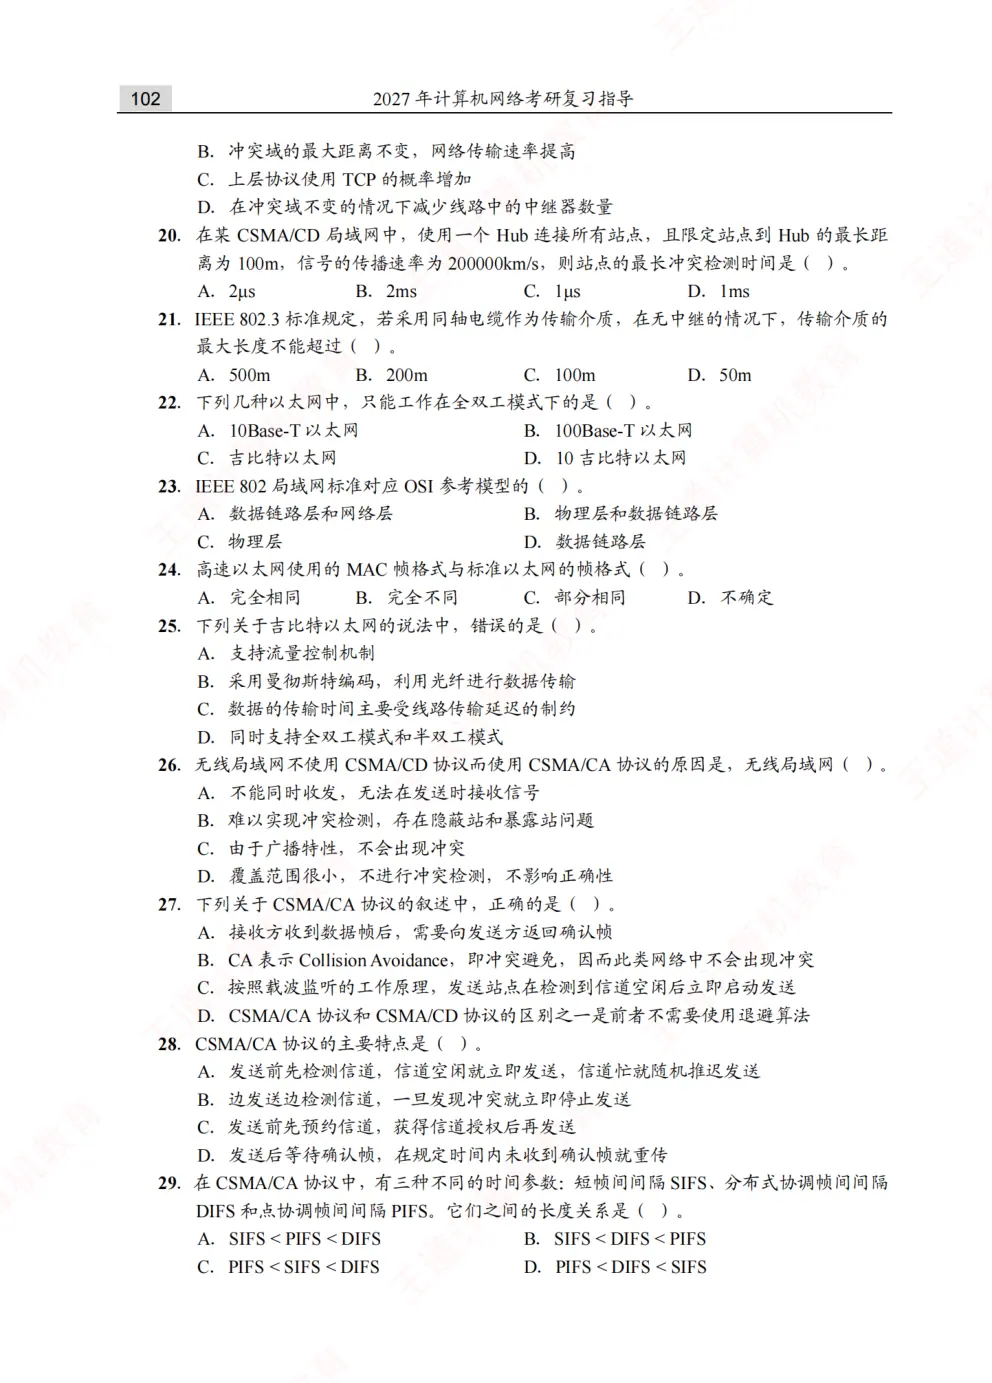 102
2027 年计算机网络考研复习指导
B. 冲突域的最大距离不变，网络传输速率提高
C. 上层协议使用 TCP 的概率增加
D. 在冲突域不变的情况下减少线路中的中继器数量
20. 在某 CSMA/CD 局域网中，使用一个 Hub 连接所有站点，且限定站点到 Hub 的最长距
离为 100m，信号的传播速率为 200000km/s，则站点的最长冲突检测时间是（ ）。
A. 2μs B. 2ms C. 1μs D. 1ms
21. IEEE 802.3 标准规定，若采用同轴电缆作为传输介质，在无中继的情况下，传输介质的
最大长度不能超过（ ）。
A. 500m B. 200m C. 100m D. 50m
22. 下列几种以太网中，只能工作在全双工模式下的是（ ）。
A. 10Base-T 以太网 B. 100Base-T 以太网
C. 吉比特以太网 D. 10 吉比特以太网
23. IEEE 802 局域网标准对应 OSI 参考模型的（ ）。
A. 数据链路层和网络层 B. 物理层和数据链路层
C. 物理层 D. 数据链路层
24. 高速以太网使用的 MAC 帧格式与标准以太网的帧格式（ ）。
A. 完全相同 B. 完全不同 C. 部分相同 D. 不确定
25. 下列关于吉比特以太网的说法中，错误的是（ ）。
A. 支持流量控制机制
B. 采用曼彻斯特编码，利用光纤进行数据传输
C. 数据的传输时间主要受线路传输延迟的制约
D. 同时支持全双工模式和半双工模式
26. 无线局域网不使用 CSMA/CD 协议而使用 CSMA/CA 协议的原因是，无线局域网（ ）。
A. 不能同时收发，无法在发送时接收信号
B. 难以实现冲突检测，存在隐蔽站和暴露站问题
C. 由于广播特性，不会出现冲突
D. 覆盖范围很小，不进行冲突检测，不影响正确性
27. 下列关于 CSMA/CA 协议的叙述中，正确的是（ ）。
A. 接收方收到数据帧后，需要向发送方返回确认帧
B. CA 表示 Collision Avoidance，即冲突避免，因而此类网络中不会出现冲突
C. 按照载波监听的工作原理，发送站点在检测到信道空闲后立即启动发送
D. CSMA/CA 协议和 CSMA/CD 协议的区别之一是前者不需要使用退避算法
28. CSMA/CA 协议的主要特点是（ ）。
A. 发送前先检测信道，信道空闲就立即发送，信道忙就随机推迟发送
B. 边发送边检测信道，一旦发现冲突就立即停止发送
C. 发送前先预约信道，获得信道授权后再发送
D. 发送后等待确认帧，在规定时间内未收到确认帧就重传
29. 在 CSMA/CA 协议中，有三种不同的时间参数：短帧间间隔 SIFS、分布式协调帧间间隔
DIFS 和点协调帧间间隔 PIFS。它们之间的长度关系是（ ）。
A. SIFS < PIFS < DIFS B. SIFS < DIFS < PIFS
C. PIFS < SIFS < DIFS D. PIFS < DIFS < SIFS